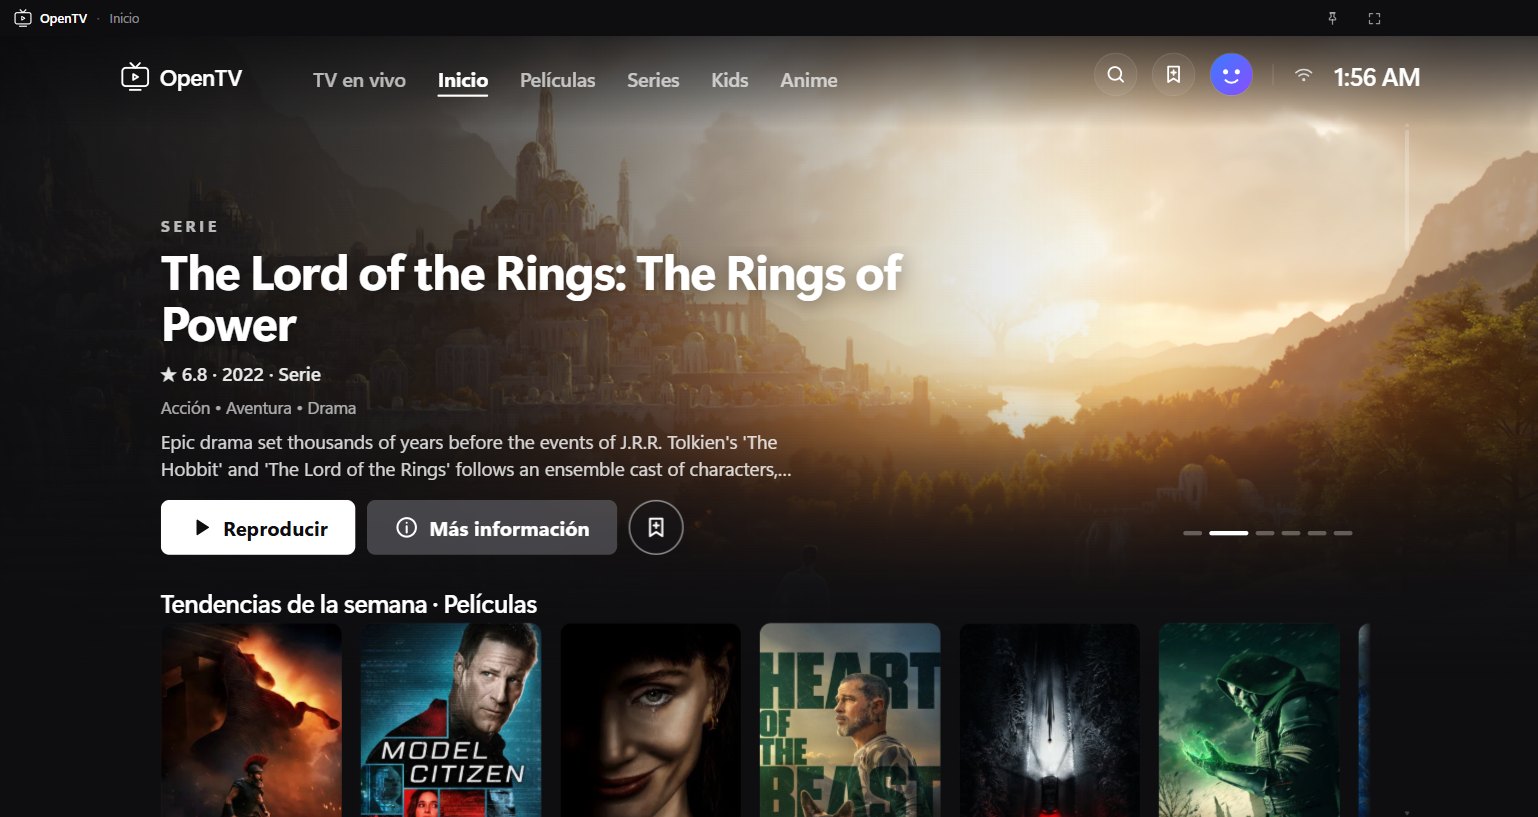 OpenTV · Inicio
OpenTV
TV en vivo
Inicio
Películas
Series
Kids
Anime
1:56 AM
SERIE
The Lord of the Rings: The Rings of
Power
★ 6.8 · 2022 · Serie
Acción • Aventura • Drama
Epic drama set thousands of years before the events of J.R.R. Tolkien's 'The
Hobbit' and 'The Lord of the Rings' follows an ensemble cast of characters,...
Reproducir
Más información
Tendencias de la semana · Películas
MODEL
CITIZEN
HEART
OF
THE
BEAST